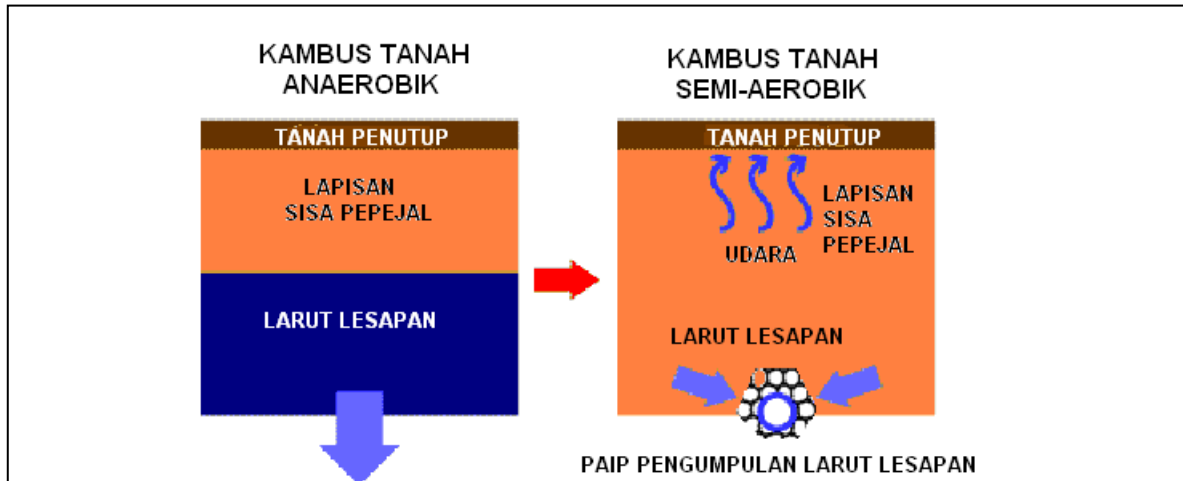 KAMBUS TANAH
ANAEROBIK
TANAH PENUTUP
LAPISAN
SISA PEPEJAL
LARUT LESAPAN
KAMBUS TANAH
SEMI-AEROBIK
TANAH PENUTUP
LAPISAN
SISA
PEPEJAL
UDARA
LARUT LESAPAN
PAIP PENGUMPULAN LARUT LESAPAN